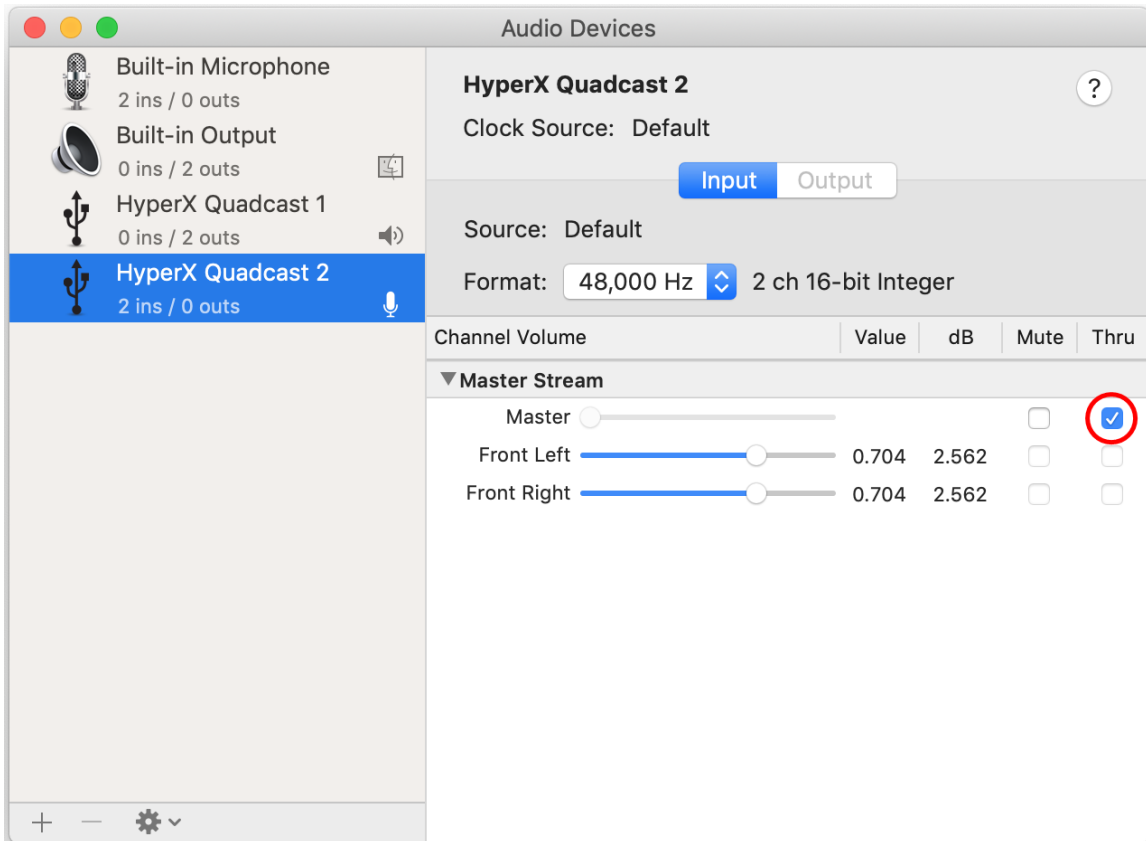 Audio Devices
Built-in Microphone
2 ins / 0 outs
Built-in Output
0 ins / 2 outs
HyperX Quadcast 1
0 ins / 2 outs
HyperX Quadcast 2
2 ins / 0 outs
HyperX Quadcast 2
?
Clock Source: Default
Input Output
Source: Default
Format: 48,000 Hz 2 ch 16-bit Integer
Channel Volume Value dB Mute Thru
Master Stream
Master
Front Left 0.704 2.562
Front Right 0.704 2.562